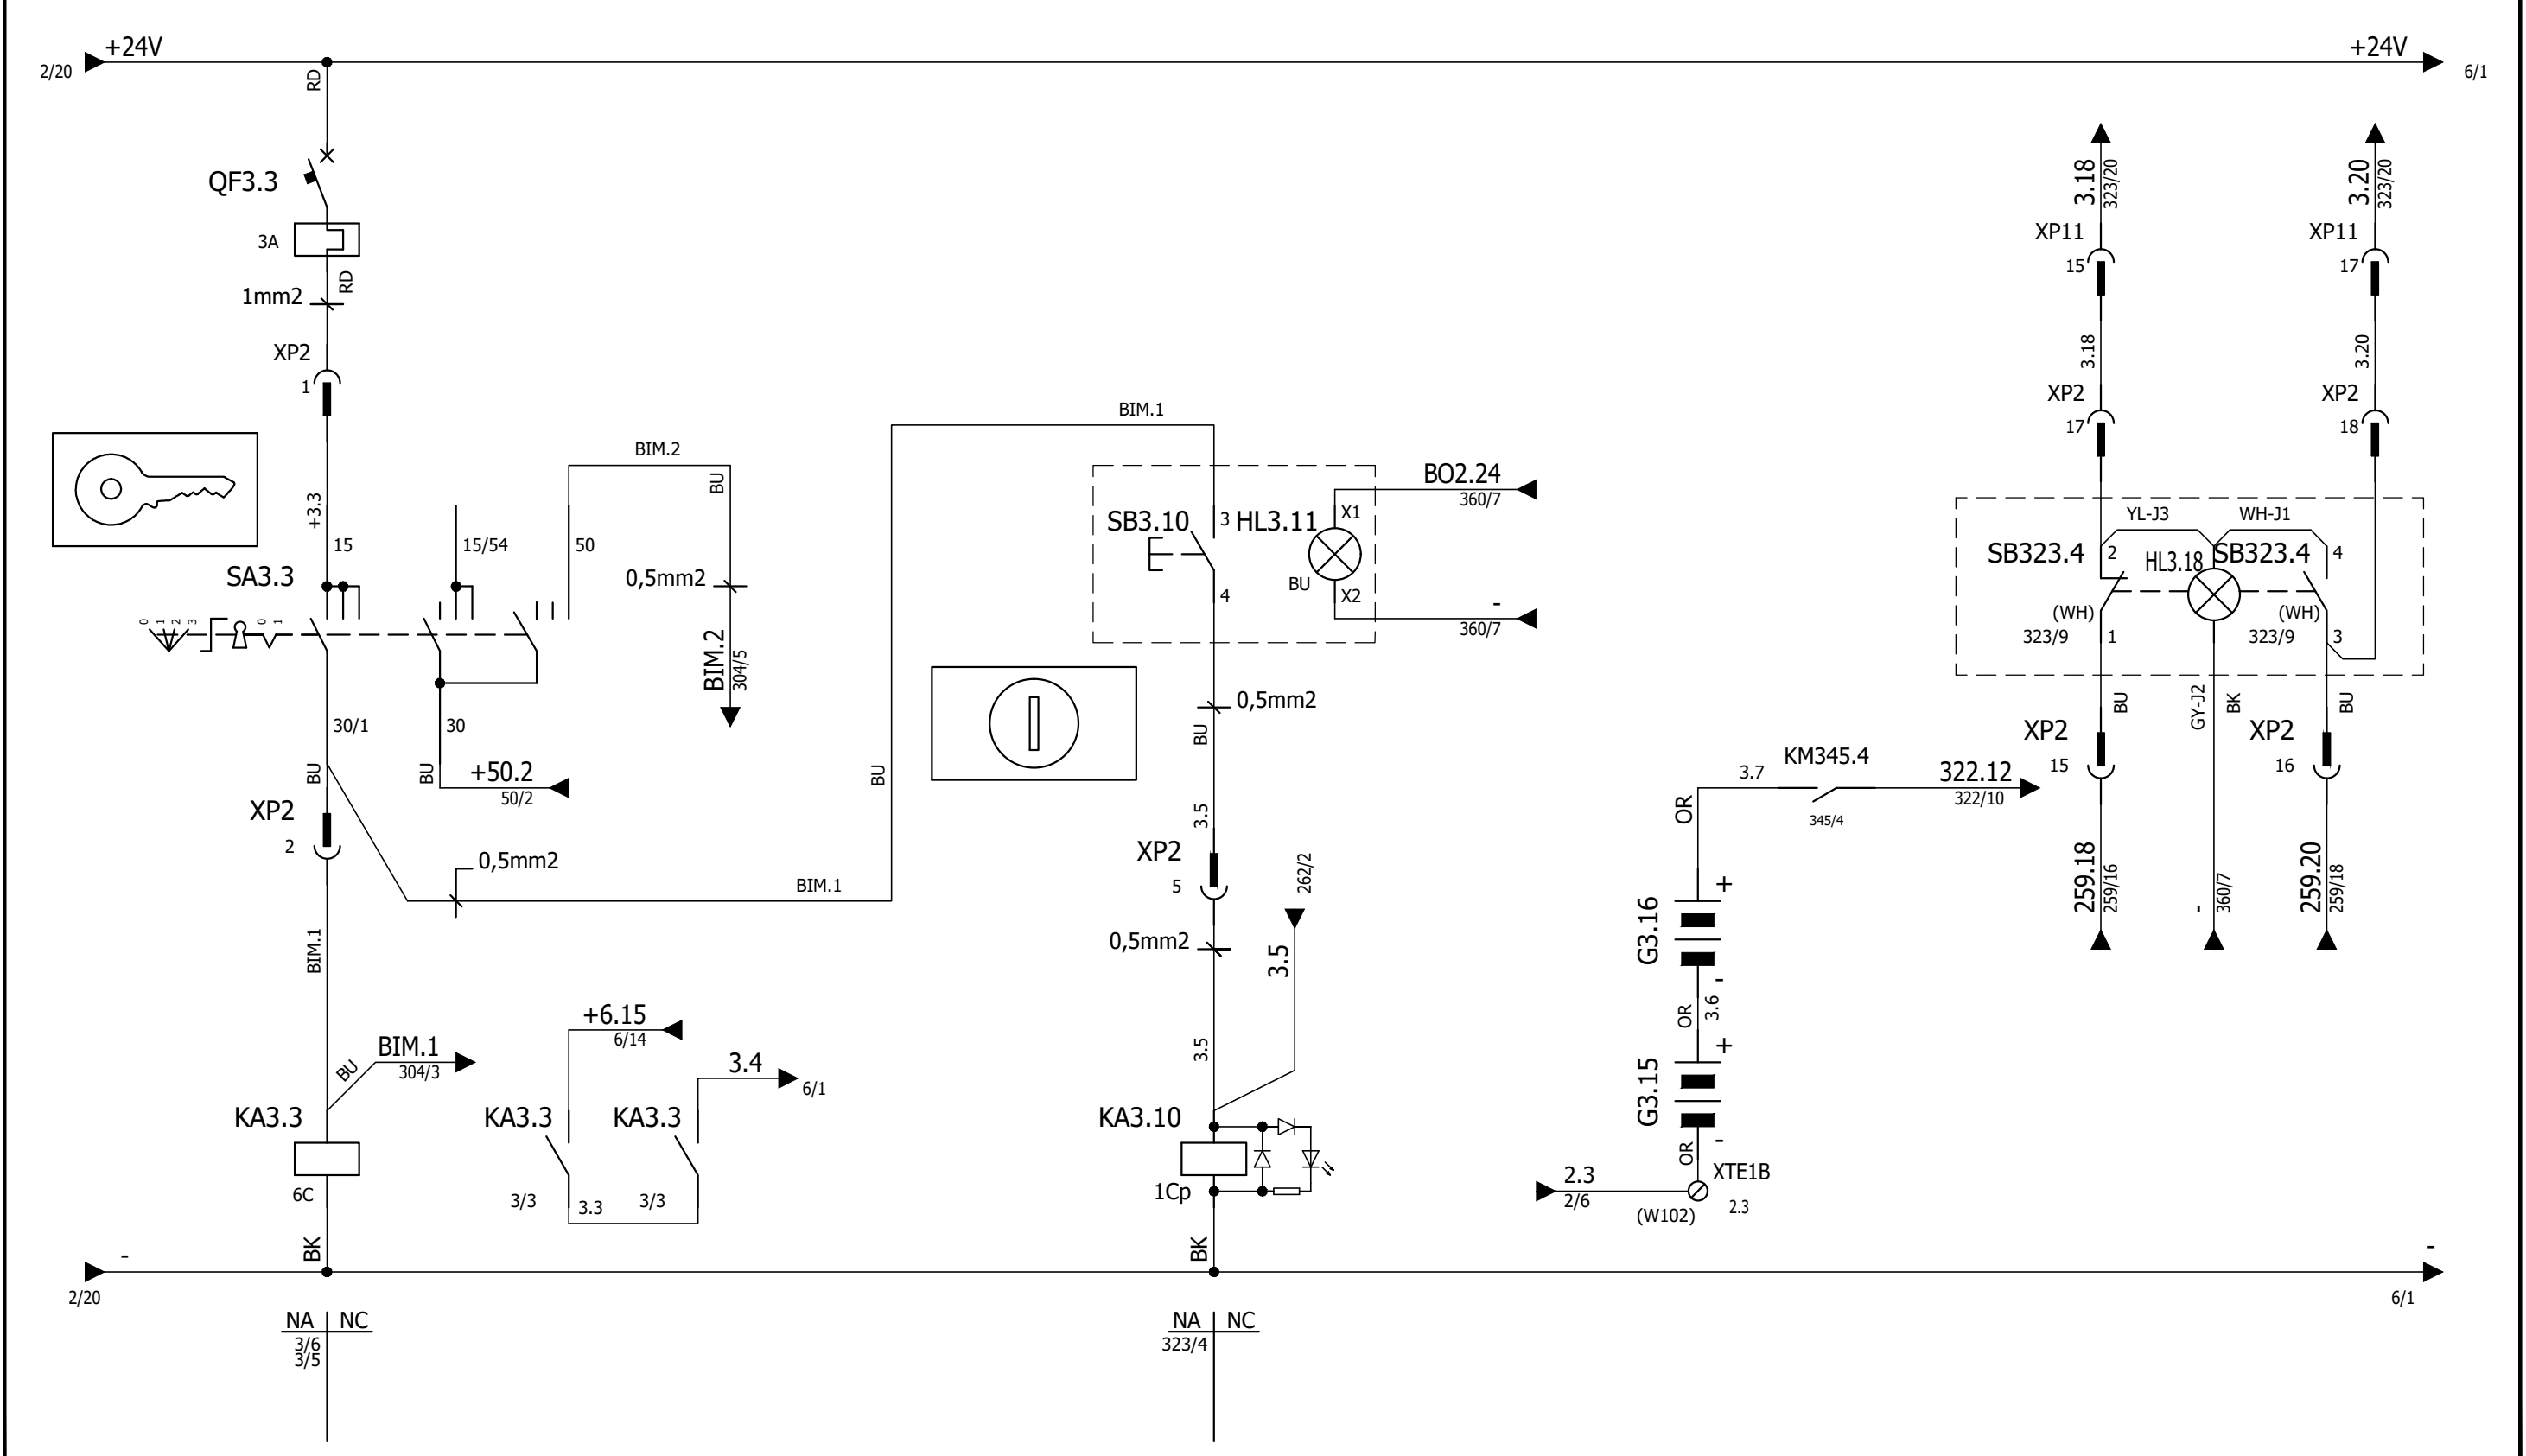 +24V
+24V
2/20
6/1
RD
QF3.3
3A
RD
1mm2
XP2
1
+3.3
15
15/54
50
SA3.3
0
1
2
3
0
1
30/1
30
BU
BU
+50.2
50/2
XP2
2
0,5mm2
BIM.1
BIM.1
BU
BIM.1
304/3
KA3.3
6C
BK
BIM.2
BU
0,5mm2
BIM.2
304/5
+6.15
6/14
3.4
6/1
KA3.3
KA3.3
3/3
3.3
3/3
BU
BIM.1
SB3.10
3
HL3.11
X1
BU
X2
4
BO2.24
360/7
-
360/7
0,5mm2
BU
3.5
XP2
5
262/2
0,5mm2
3.5
3.5
KA3.10
1Cp
BK
OR
3.7
KM345.4
345/4
322.12
322/10
G3.16
+
-
OR
3.6
G3.15
+
-
OR
XTE1B
2.3
2.3
2/6
(W102)
3.18
323/20
3.20
323/20
XP11
15
XP11
17
3.18
3.20
XP2
17
XP2
18
YL-J3
WH-J1
SB323.4
2
HL3.18
SB323.4
4
(WH)
(WH)
323/9
1
323/9
3
BU
GY-J2
BK
BU
XP2
15
XP2
16
259.18
259/16
-
360/7
259.20
259/18
-
-
2/20
6/1
NA NC
3/6
3/5
NA NC
323/4